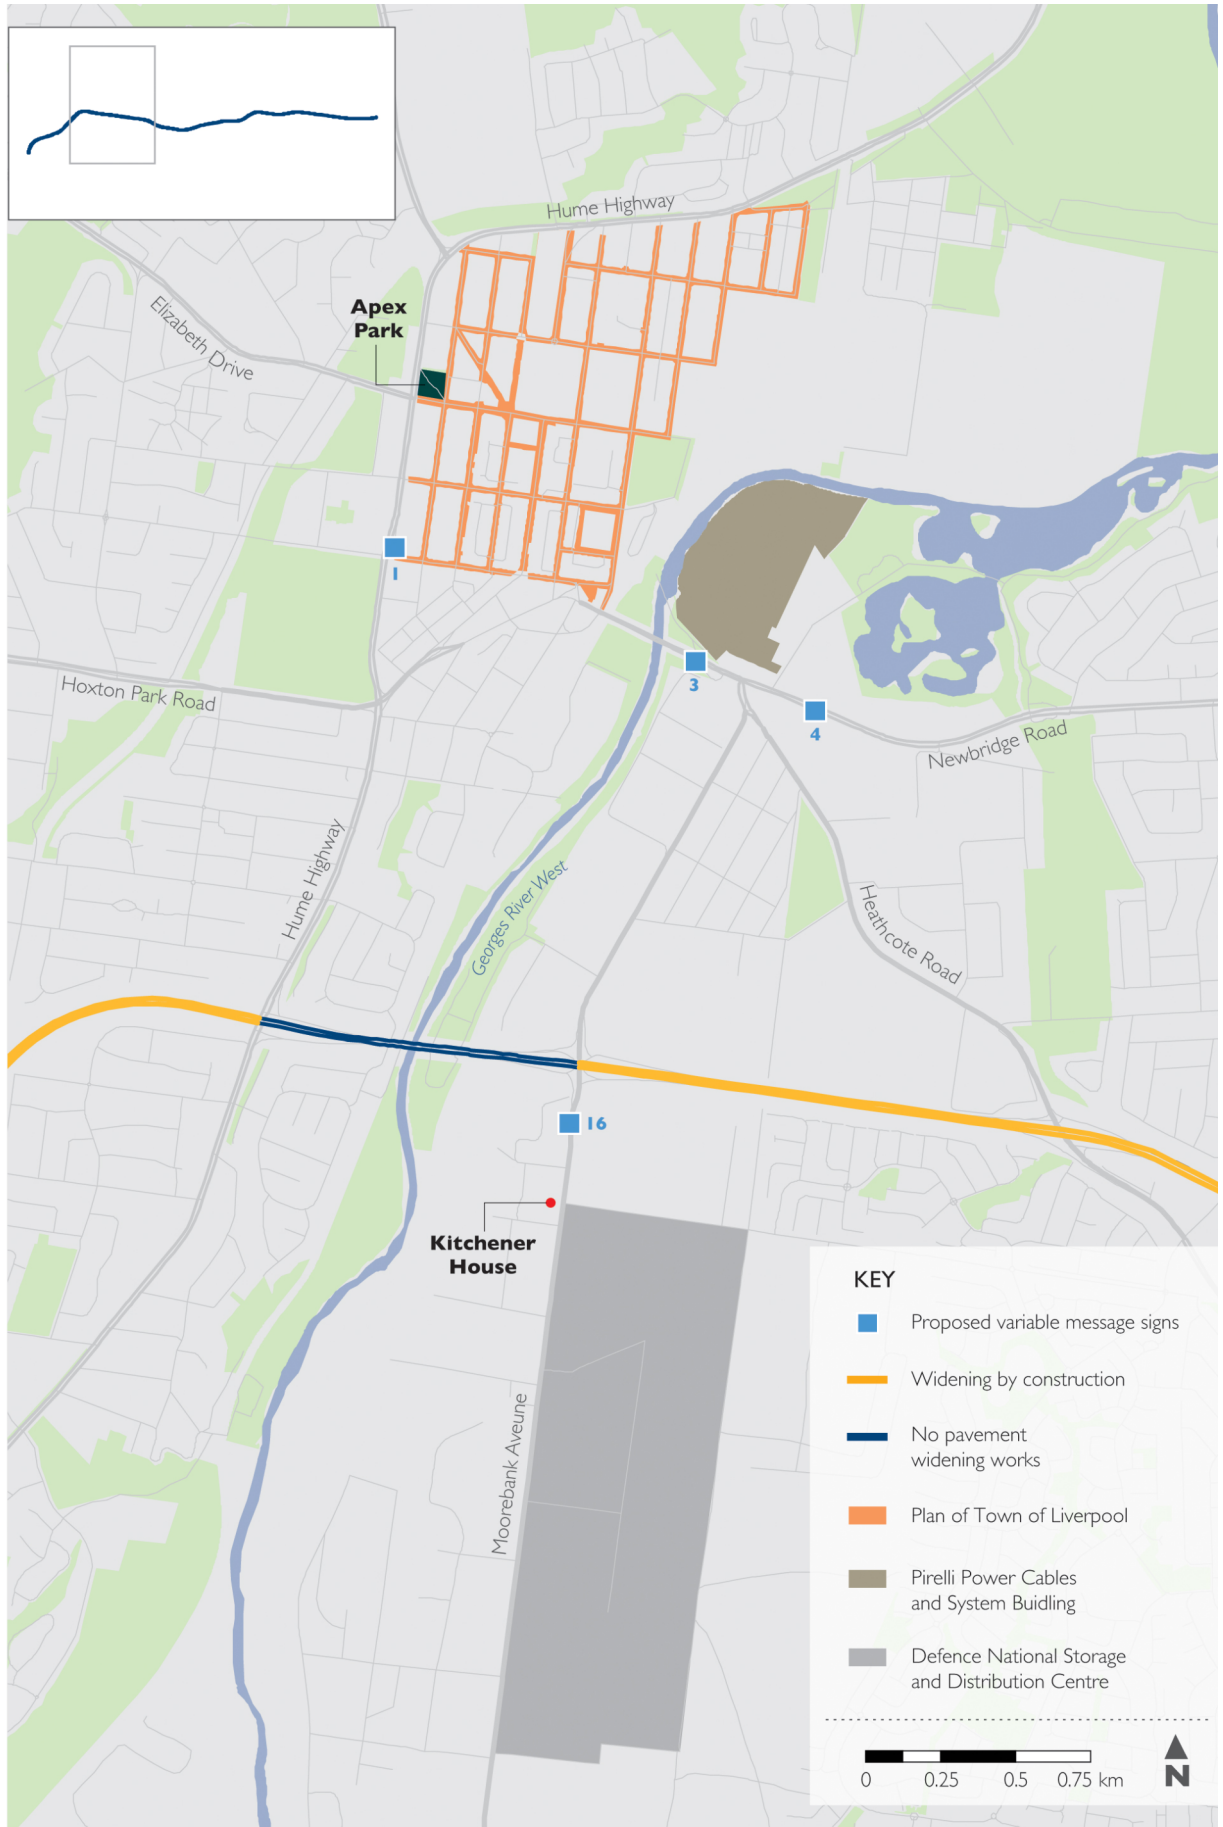 Hume Highway
Elizabeth Drive
Apex
Park
1
3
4
Hoxton Park Road
Newbridge Road
Hume Highway
Georges River West
Heathcote Road
16
Kitchener
House
Moorebank Aveune
KEY
Proposed variable message signs
Widening by construction
No pavement
widening works
Plan of Town of Liverpool
Pirelli Power Cables
and System Buidling
Defence National Storage
and Distribution Centre
0 0.25 0.5 0.75 km
N